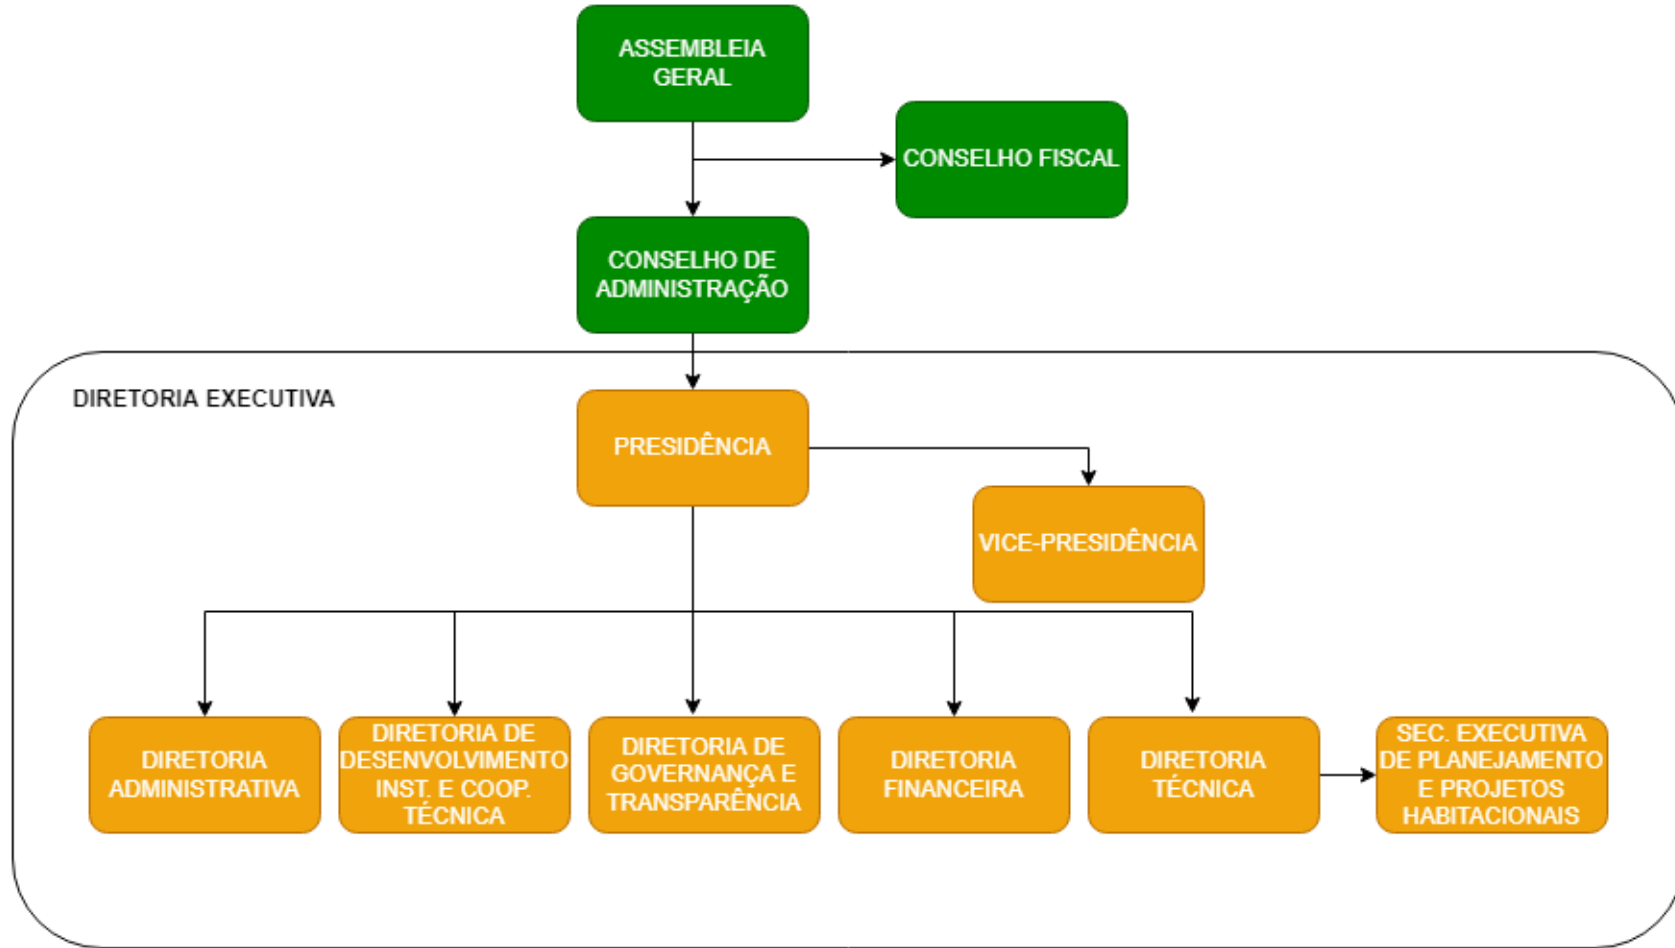 ASSEMBLEIA
GERAL
CONSELHO FISCAL
CONSELHO DE
ADMINISTRAÇÃO
DIRETORIA EXECUTIVA
PRESIDÊNCIA
VICE-PRESIDÊNCIA
DIRETORIA
ADMINISTRATIVA
DIRETORIA DE
DESENVOLVIMENTO
INST. E COOP.
TÉCNICA
DIRETORIA DE
GOVERNANÇA E
TRANSPARÊNCIA
DIRETORIA
FINANCEIRA
DIRETORIA
TÉCNICA
SEC. EXECUTIVA
DE PLANEJAMENTO
E PROJETOS
HABITACIONAIS